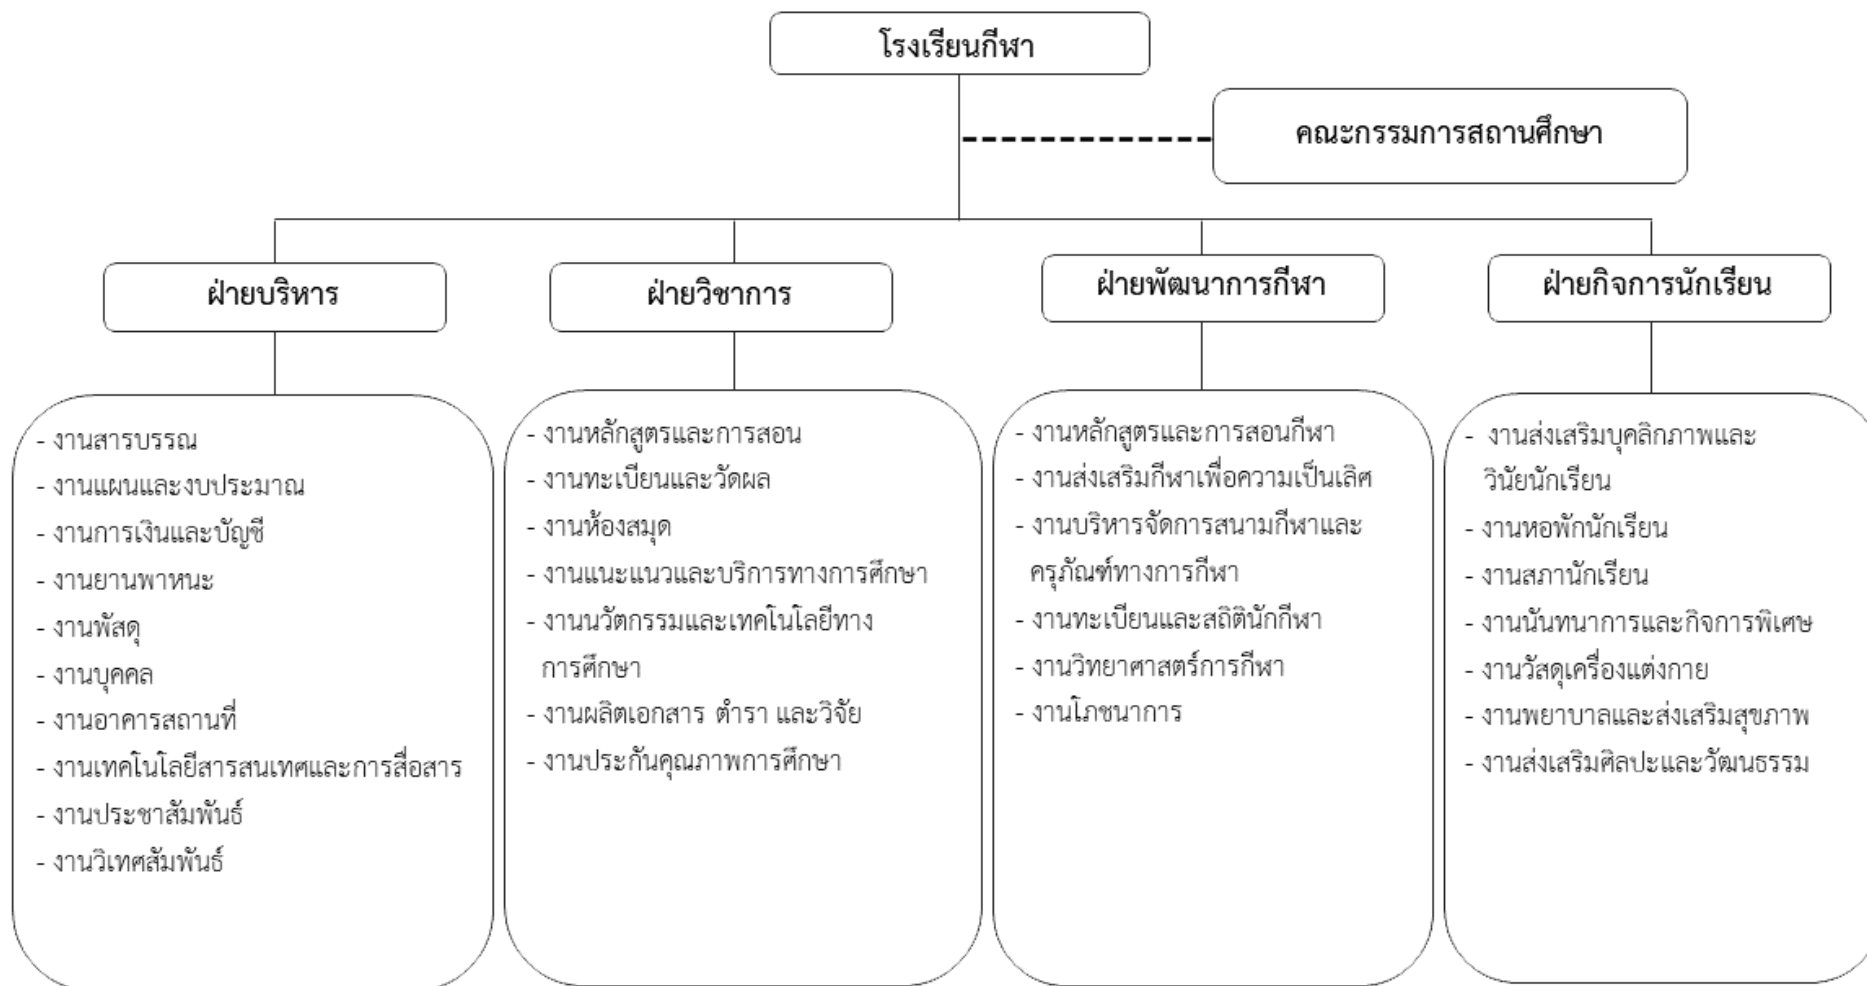 โรงเรียนกีฬา
คณะกรรมการสถานศึกษา
ฝ่ายบริหาร
ฝ่ายวิชาการ
ฝ่ายพัฒนาการกีฬา
ฝ่ายกิจการนักเรียน
- งานสารบรรณ
- งานแผนและงบประมาณ
- งานการเงินและบัญชี
- งานยานพาหนะ
- งานพัสดุ
- งานบุคคล
- งานอาคารสถานที่
- งานเทคโนโลยีสารสนเทศและการสื่อสาร
- งานประชาสัมพันธ์
- งานวิเทศสัมพันธ์
- งานหลักสูตรและการสอน
- งานทะเบียนและวัดผล
- งานห้องสมุด
- งานแนะแนวและบริการทางการศึกษา
- งานนวัตกรรมและเทคโนโลยีทาง
การศึกษา
- งานผลิตเอกสาร ตำรา และวิจัย
- งานประกันคุณภาพการศึกษา
- งานหลักสูตรและการสอนกีฬา
- งานส่งเสริมกีฬาเพื่อความเป็นเลิศ
- งานบริหารจัดการสนามกีฬาและ
ครุภัณฑ์ทางการกีฬา
- งานทะเบียนและสถิตินักกีฬา
- งานวิทยาศาสตร์การกีฬา
- งานโภชนาการ
- งานส่งเสริมบุคลิกภาพและ
วินัยนักเรียน
- งานหอพักนักเรียน
- งานสภานักเรียน
- งานนันทนาการและกิจการพิเศษ
- งานวัสดุเครื่องแต่งกาย
- งานพยาบาลและส่งเสริมสุขภาพ
- งานส่งเสริมศิลปะและวัฒนธรรม